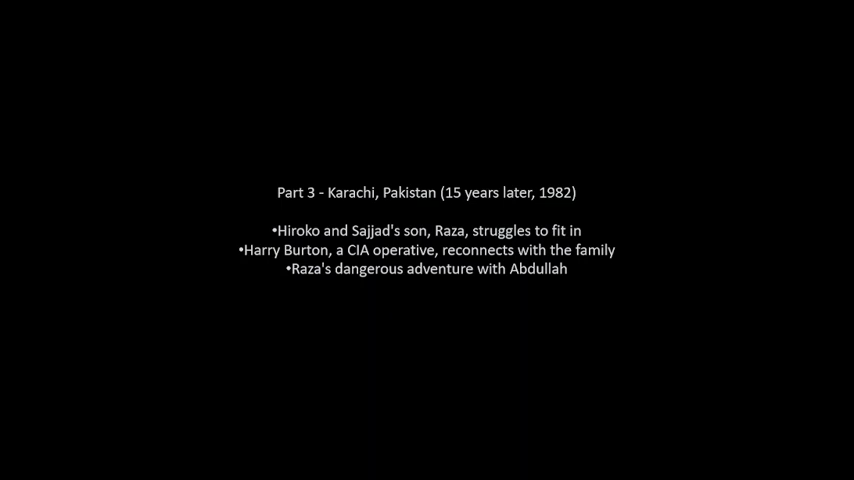 Part 3 - Karachi, Pakistan (15 years later, 1982)
•Hiroko and Sajjad's son, Raza, struggles to fit in
•Harry Burton, a CIA operative, reconnects with the family
•Raza's dangerous adventure with Abdullah